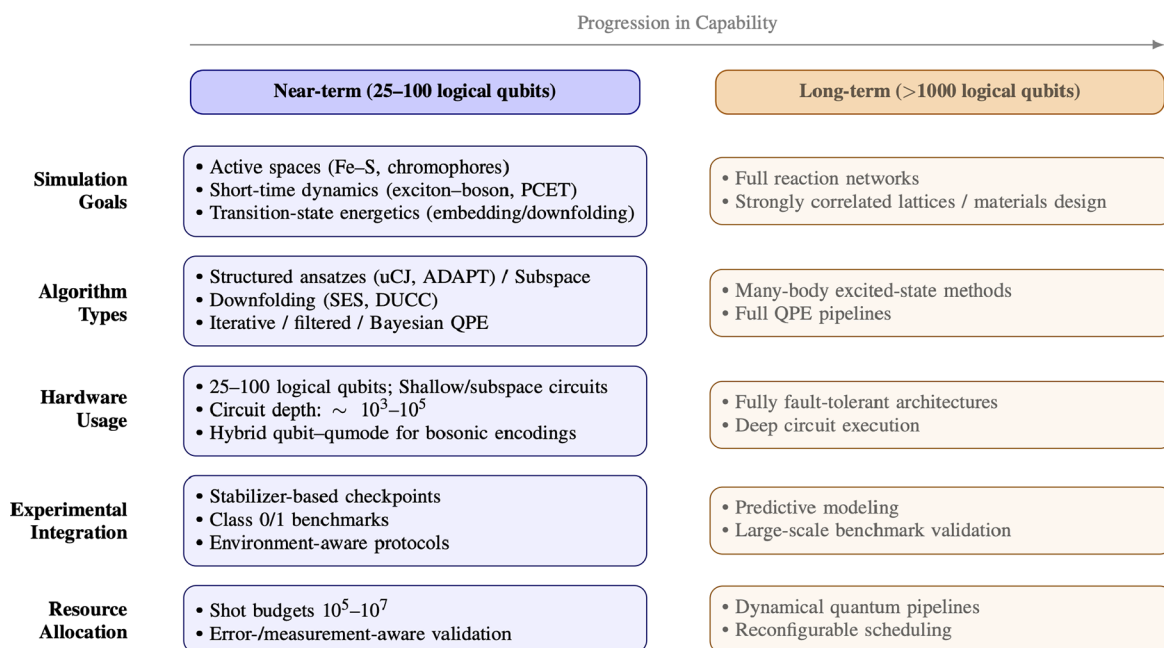 Progression in Capability
Near-term (25–100 logical qubits)
Long-term (>1000 logical qubits)
Simulation
Goals
• Active spaces (Fe–S, chromophores)
• Short-time dynamics (exciton–boson, PCET)
• Transition-state energetics (embedding/downfolding)
• Full reaction networks
• Strongly correlated lattices / materials design
Algorithm
Types
• Structured ansatzes (uCJ, ADAPT) / Subspace
• Downfolding (SES, DUCC)
• Iterative / filtered / Bayesian QPE
• Many-body excited-state methods
• Full QPE pipelines
Hardware
Usage
• 25–100 logical qubits; Shallow/subspace circuits
• Circuit depth: ∼ 10³–10⁵
• Hybrid qubit–qumode for bosonic encodings
• Fully fault-tolerant architectures
• Deep circuit execution
Experimental
Integration
• Stabilizer-based checkpoints
• Class 0/1 benchmarks
• Environment-aware protocols
• Predictive modeling
• Large-scale benchmark validation
Resource
Allocation
• Shot budgets 10⁵–10⁷
• Error-/measurement-aware validation
• Dynamical quantum pipelines
• Reconfigurable scheduling